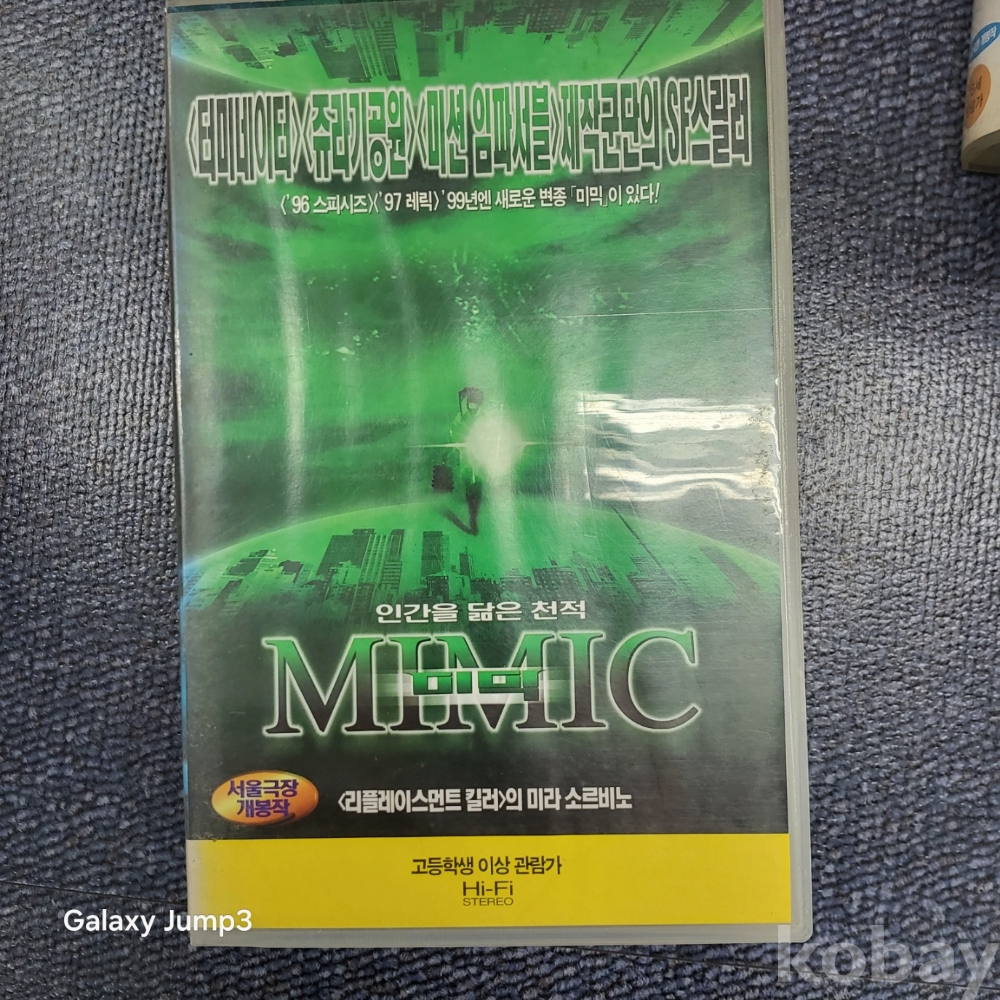 <터미네이터>×<쥬라기공원>×<미션 임파서블>제작군단의 SF스릴러
<'96 스피시즈><'97 레릭>'99년엔 새로운 변종「미믹」이 있다!
인간을 닮은 천적
MIMIC
미믹
서울극장
개봉작
<리플레이스먼트 킬러>의 미라 소르비노
고등학생 이상 관람가
Hi-Fi
STEREO
Galaxy Jump3
kobay